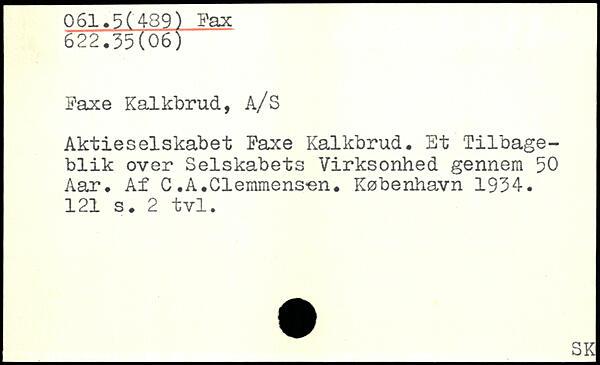 061.5(489) Fax
622.35(06)
Faxe Kalkbrud, A/S
Aktieselskabet Faxe Kalkbrud. Et Tilbage-
blik over Selskabets Virksonhed gennem 50
Aar. Af C.A.Clemmensen. København 1934.
121 s. 2 tvl.
SK